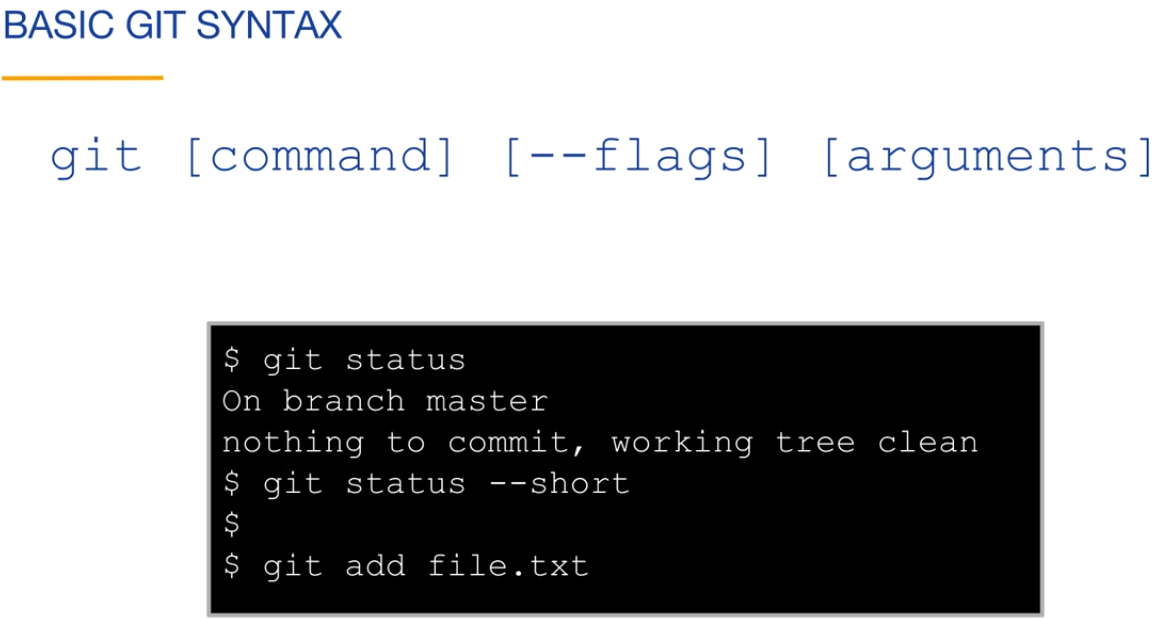 BASIC GIT SYNTAX
git [command] [--flags] [arguments]
$ git status
On branch master
nothing to commit, working tree clean
$ git status --short
$
$ git add file.txt